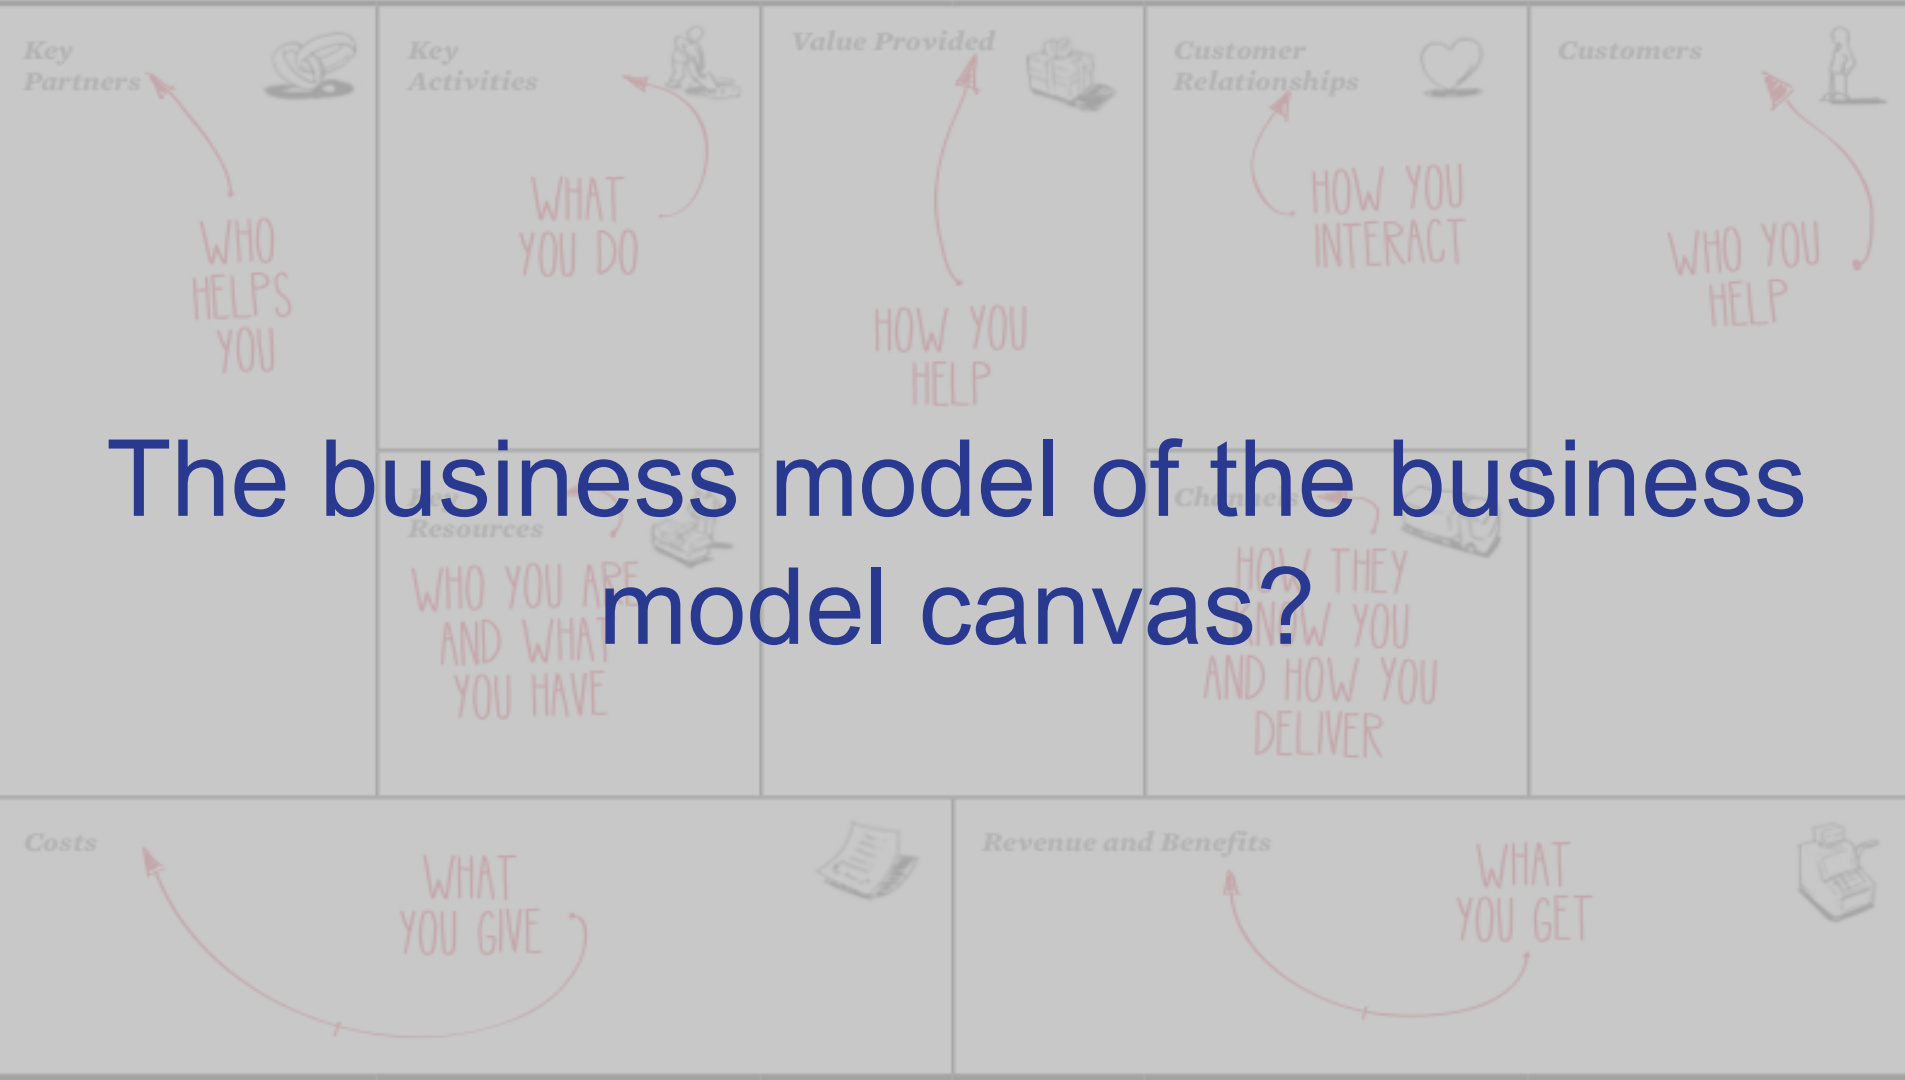 Key
Partners
WHO
HELPS
YOU
Key
Activities
WHAT
YOU DO
Value Provided
HOW YOU
HELP
Customer
Relationships
HOW YOU
INTERACT
Customers
WHO YOU
HELP
The business model of the business
model canvas?
Key
Resources
WHO YOU ARE
AND WHAT
YOU HAVE
Channels
HOW THEY
KNOW YOU
AND HOW YOU
DELIVER
Costs
WHAT
YOU GIVE
Revenue and Benefits
WHAT
YOU GET